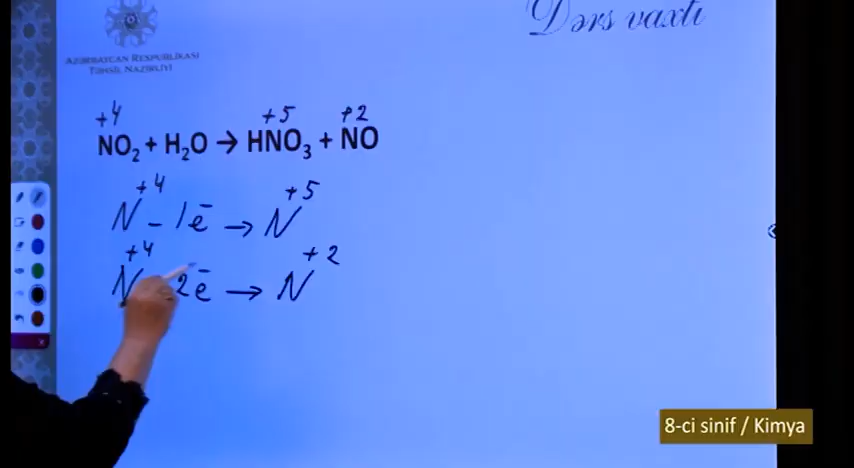 Dərs vaxtı
AZƏRBAYCAN RESPUBLİKASI
TƏHSİL NAZİRLİYİ
+4 +5 +2
NO₂ + H₂O → HNO₃ + NO
N⁺⁴ – 1ē → N⁺⁵
N⁺⁴ 2ē → N⁺²
8-ci sinif / Kimya